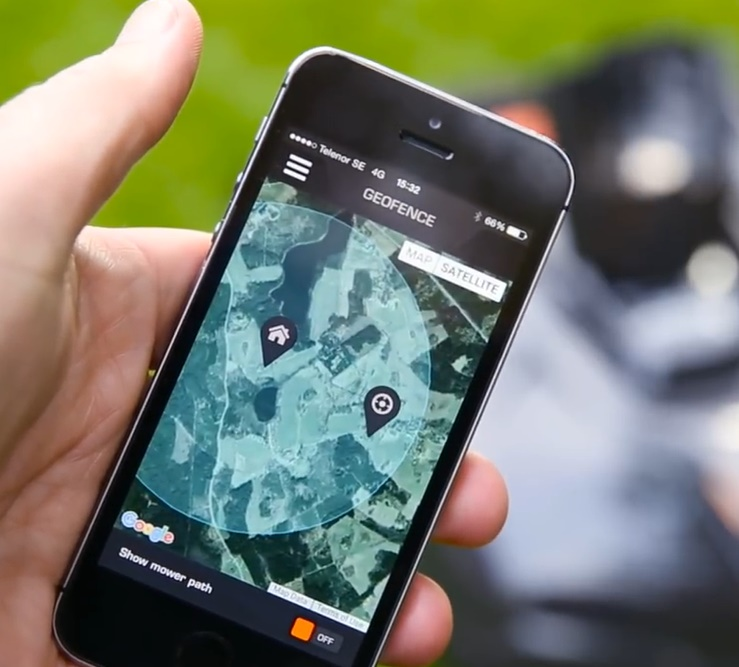 Telenor SE 4G 15:32 66%
GEOFENCE
MAP SATELLITE
Google
Map Data Terms of Use
Show mower path
OFF